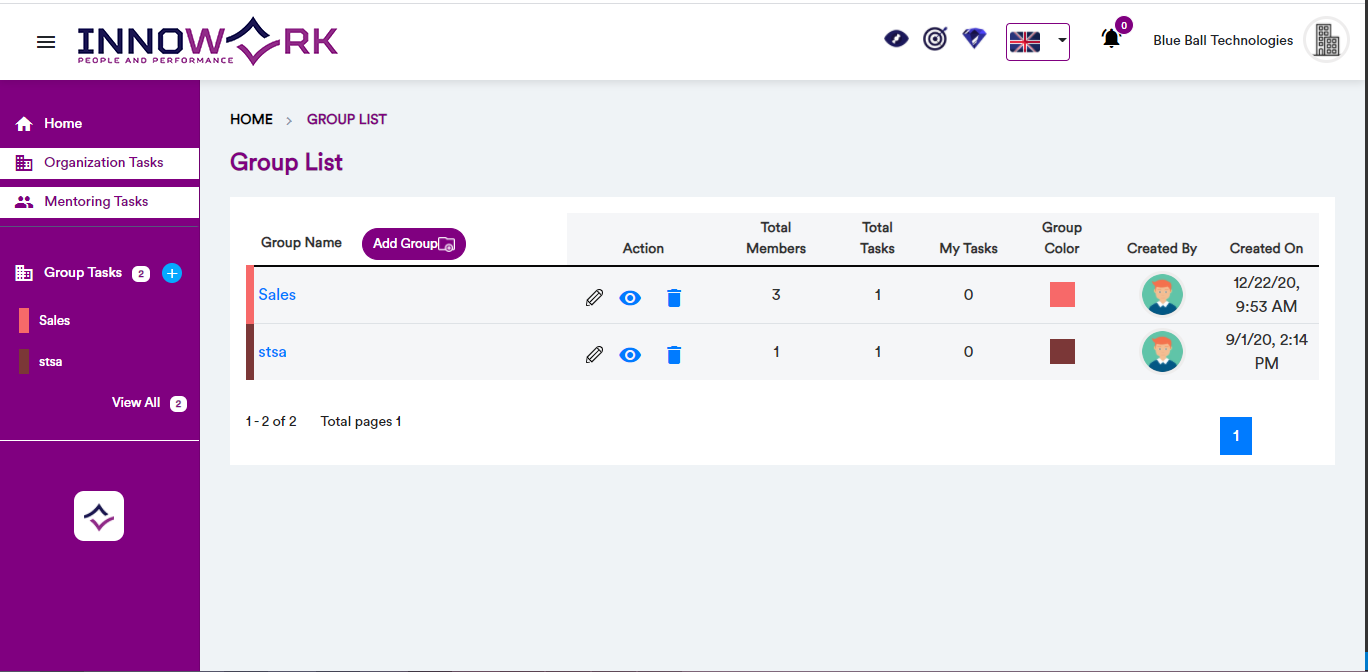 INNOWORK
PEOPLE AND PERFORMANCE
0
Blue Ball Technologies
Home
Organization Tasks
Mentoring Tasks
Group Tasks 2
Sales
stsa
View All 2
HOME > GROUP LIST
Group List
Group Name
Add Group
Action
Total Members
Total Tasks
My Tasks
Group Color
Created By
Created On
Sales 3 1 0 12/22/20, 9:53 AM
stsa 1 1 0 9/1/20, 2:14 PM
1 - 2 of 2 Total pages 1
1